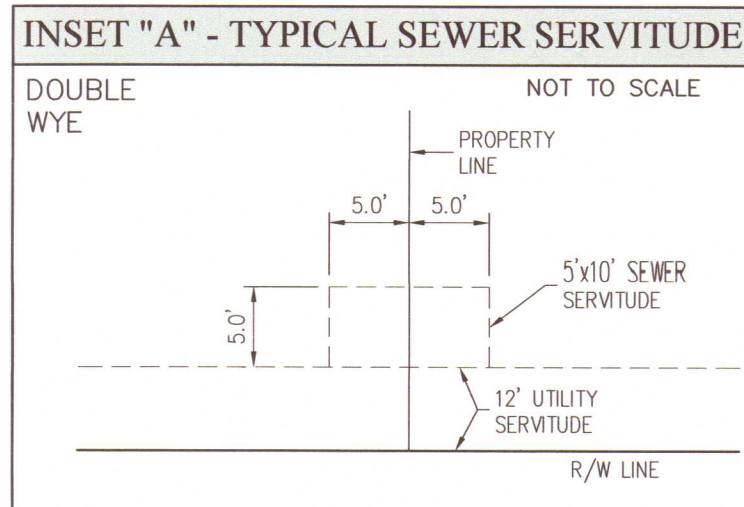 INSET "A" - TYPICAL SEWER SERVITUDE
DOUBLE
WYE
NOT TO SCALE
PROPERTY
LINE
5.0'
5.0'
5'x10' SEWER
SERVITUDE
5.0'
12' UTILITY
SERVITUDE
R/W LINE